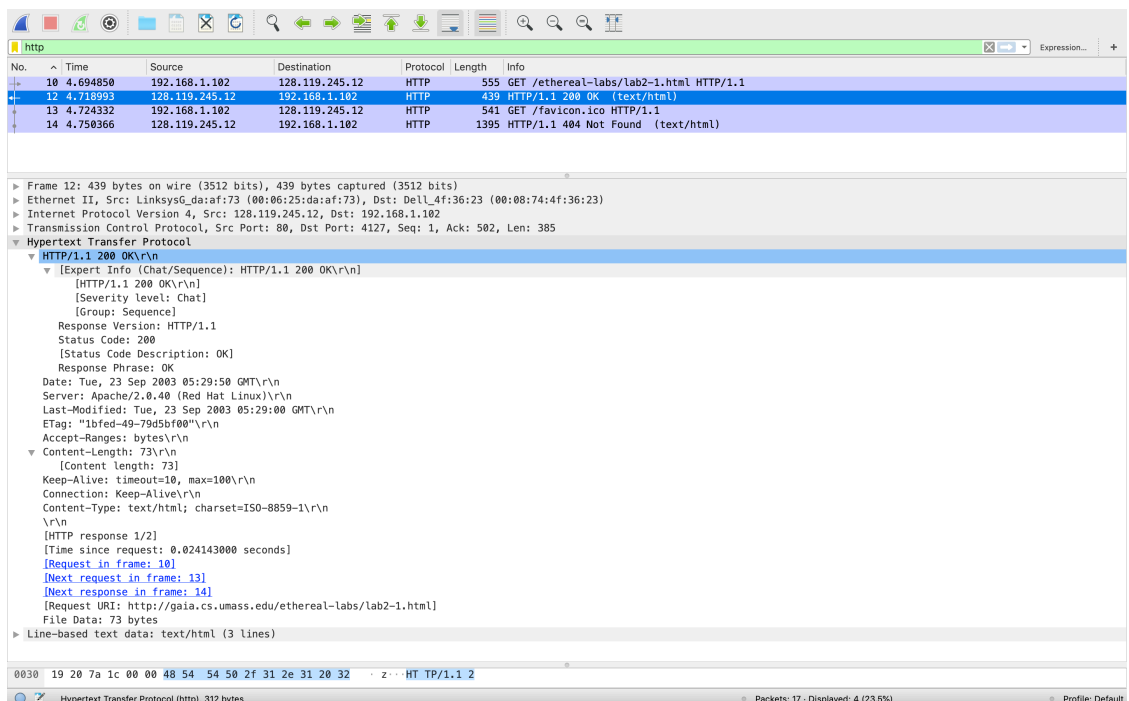 http Expression... +
No. Time Source Destination Protocol Length Info
10 4.694850 192.168.1.102 128.119.245.12 HTTP 555 GET /ethereal-labs/lab2-1.html HTTP/1.1
12 4.718993 128.119.245.12 192.168.1.102 HTTP 439 HTTP/1.1 200 OK (text/html)
13 4.724332 192.168.1.102 128.119.245.12 HTTP 541 GET /favicon.ico HTTP/1.1
14 4.750366 128.119.245.12 192.168.1.102 HTTP 1395 HTTP/1.1 404 Not Found (text/html)
Frame 12: 439 bytes on wire (3512 bits), 439 bytes captured (3512 bits)
Ethernet II, Src: LinksysG_da:af:73 (00:06:25:da:af:73), Dst: Dell_4f:36:23 (00:08:74:4f:36:23)
Internet Protocol Version 4, Src: 128.119.245.12, Dst: 192.168.1.102
Transmission Control Protocol, Src Port: 80, Dst Port: 4127, Seq: 1, Ack: 502, Len: 385
Hypertext Transfer Protocol
HTTP/1.1 200 OK\r\n
[Expert Info (Chat/Sequence): HTTP/1.1 200 OK\r\n]
[HTTP/1.1 200 OK\r\n]
[Severity level: Chat]
[Group: Sequence]
Response Version: HTTP/1.1
Status Code: 200
[Status Code Description: OK]
Response Phrase: OK
Date: Tue, 23 Sep 2003 05:29:50 GMT\r\n
Server: Apache/2.0.40 (Red Hat Linux)\r\n
Last-Modified: Tue, 23 Sep 2003 05:29:00 GMT\r\n
ETag: "1bfed-49-79d5bf00"\r\n
Accept-Ranges: bytes\r\n
Content-Length: 73\r\n
[Content length: 73]
Keep-Alive: timeout=10, max=100\r\n
Connection: Keep-Alive\r\n
Content-Type: text/html; charset=ISO-8859-1\r\n
\r\n
[HTTP response 1/2]
[Time since request: 0.024143000 seconds]
[Request in frame: 10]
[Next request in frame: 13]
[Next response in frame: 14]
[Request URI: http://gaia.cs.umass.edu/ethereal-labs/lab2-1.html]
File Data: 73 bytes
Line-based text data: text/html (3 lines)
0030 19 20 7a 1c 00 00 48 54 54 50 2f 31 2e 31 20 32 · z···HT TP/1.1 2
Hypertext Transfer Protocol (http), 312 bytes Packets: 17 · Displayed: 4 (23.5%) Profile: Default